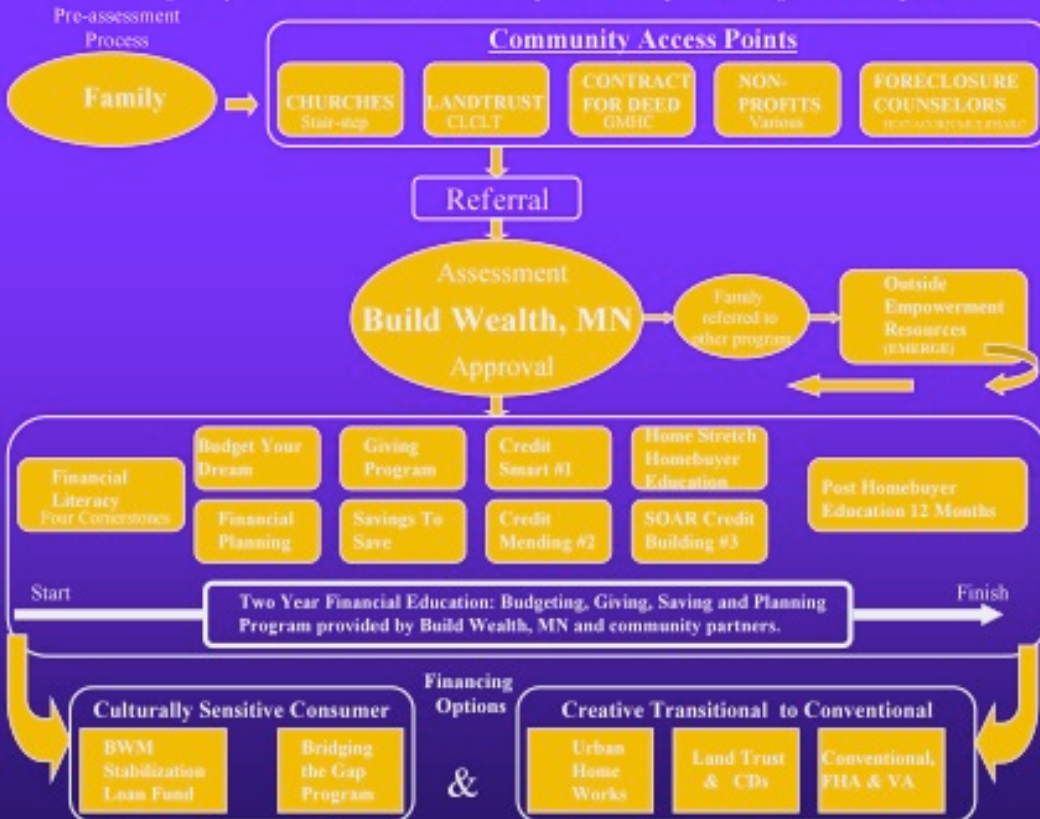 Pre-assessment
Process
Family
Community Access Points
CHURCHES
Stair-step
LANDTRUST
CLCLT
CONTRACT
FOR DEED
GMHC
NON-
PROFITS
Various
FORECLOSURE
COUNSELORS
Referral
Assessment
Build Wealth, MN
Approval
Family
referred to
other program
Outside
Empowerment
Resources
(EMERGE)
Financial
Literacy
Four Cornerstones
Budget Your
Dream
Giving
Program
Credit
Smart #1
Home Stretch
Homebuyer
Education
Financial
Planning
Savings To
Save
Credit
Mending #2
SOAR Credit
Building #3
Post Homebuyer
Education 12 Months
Start
Two Year Financial Education: Budgeting, Giving, Saving and Planning
Program provided by Build Wealth, MN and community partners.
Finish
Financing
Options
Culturally Sensitive Consumer
BWM
Stabilization
Loan Fund
Bridging
the Gap
Program
&
Creative Transitional to Conventional
Urban
Home
Works
Land Trust
& CDs
Conventional,
FHA & VA